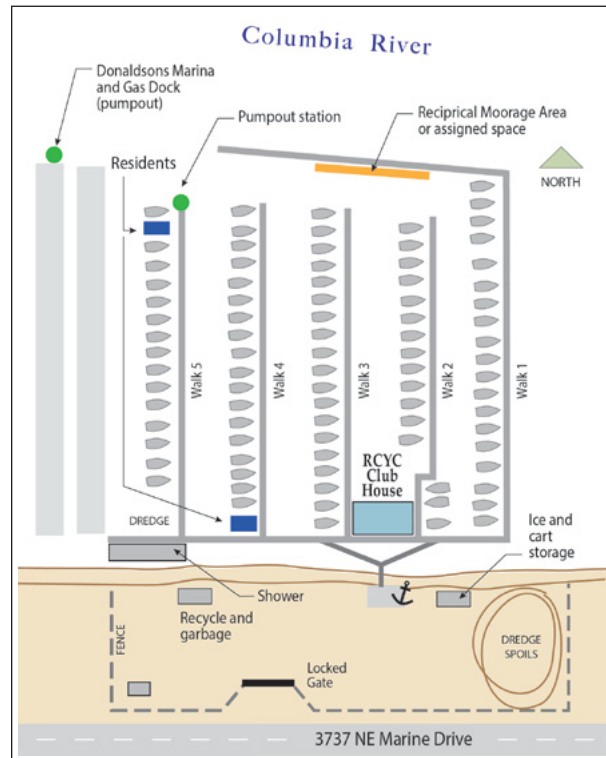 Columbia River
Donaldsons Marina
and Gas Dock
(pumpout)
Pumpout station
Reciprical Moorage Area
or assigned space
Residents
NORTH
Walk 5
Walk 4
Walk 3
Walk 2
Walk 1
RCYC
Club
House
DREDGE
Ice and
cart
storage
Shower
Recycle and
garbage
FENCE
DREDGE
SPOILS
Locked
Gate
3737 NE Marine Drive